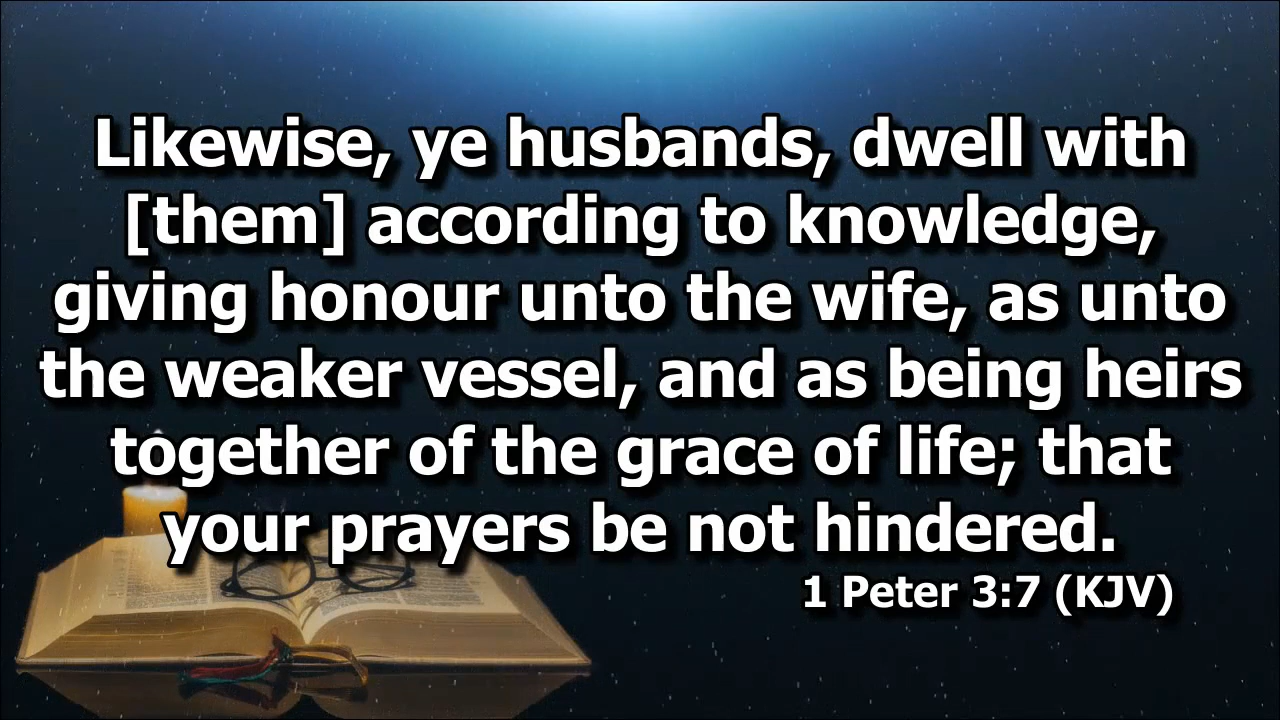 Likewise, ye husbands, dwell with
[them] according to knowledge,
giving honour unto the wife, as unto
the weaker vessel, and as being heirs
together of the grace of life; that
your prayers be not hindered.
1 Peter 3:7 (KJV)